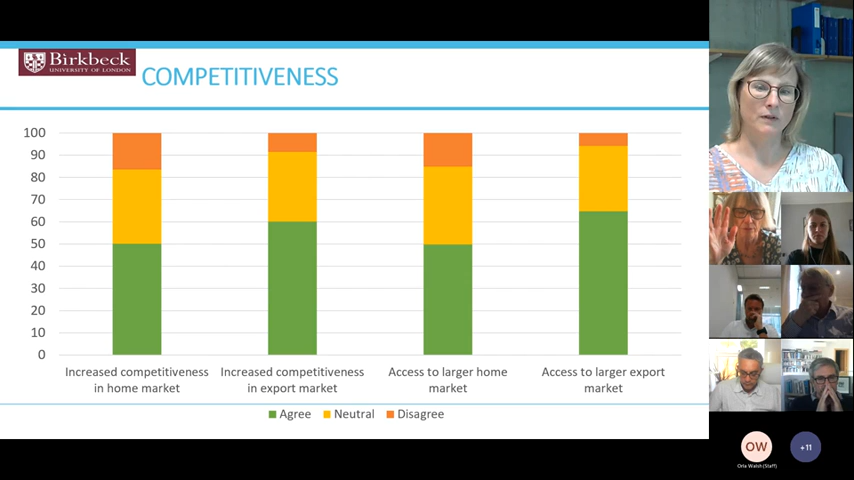 Birkbeck
UNIVERSITY OF LONDON
COMPETITIVENESS
100
90
80
70
60
50
40
30
20
10
0
Increased competitiveness
in home market
Increased competitiveness
in export market
Access to larger home
market
Access to larger export
market
Agree Neutral Disagree
OW
+11
Orla Walsh (Staff)